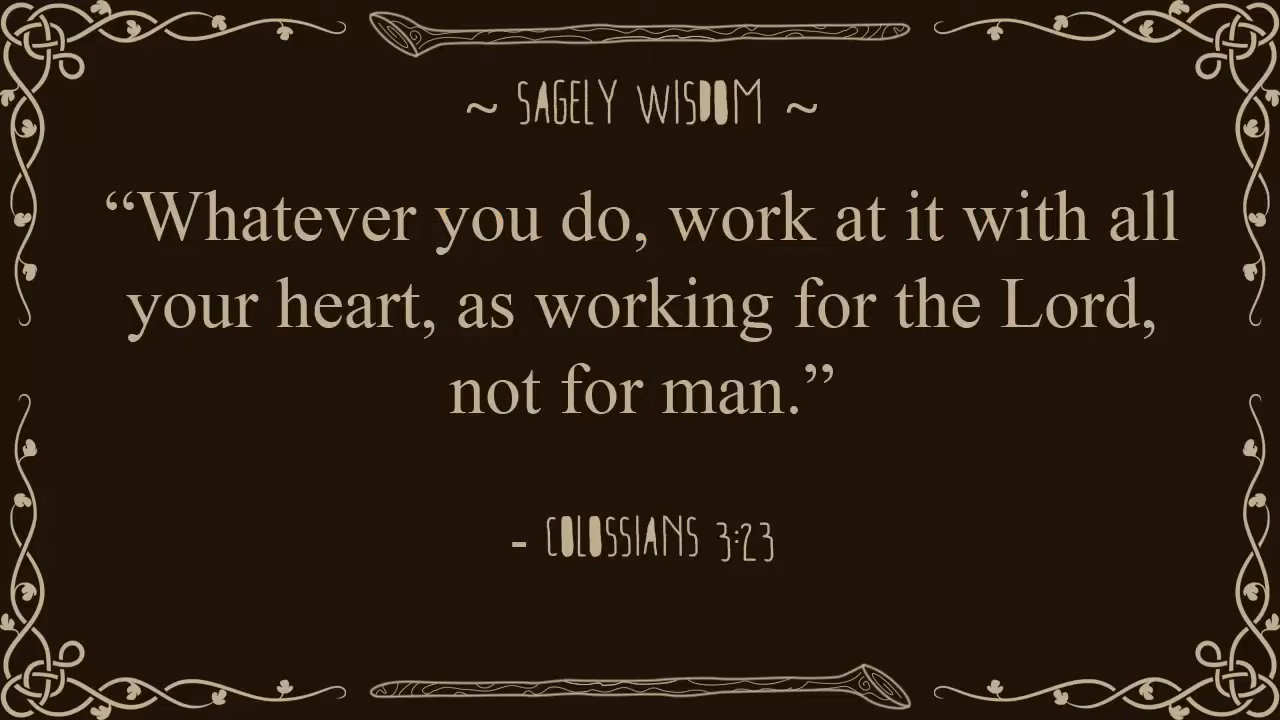 ~ SAGELY WISDOM ~
“Whatever you do, work at it with all
your heart, as working for the Lord,
not for man.”
- COLOSSIANS 3:23